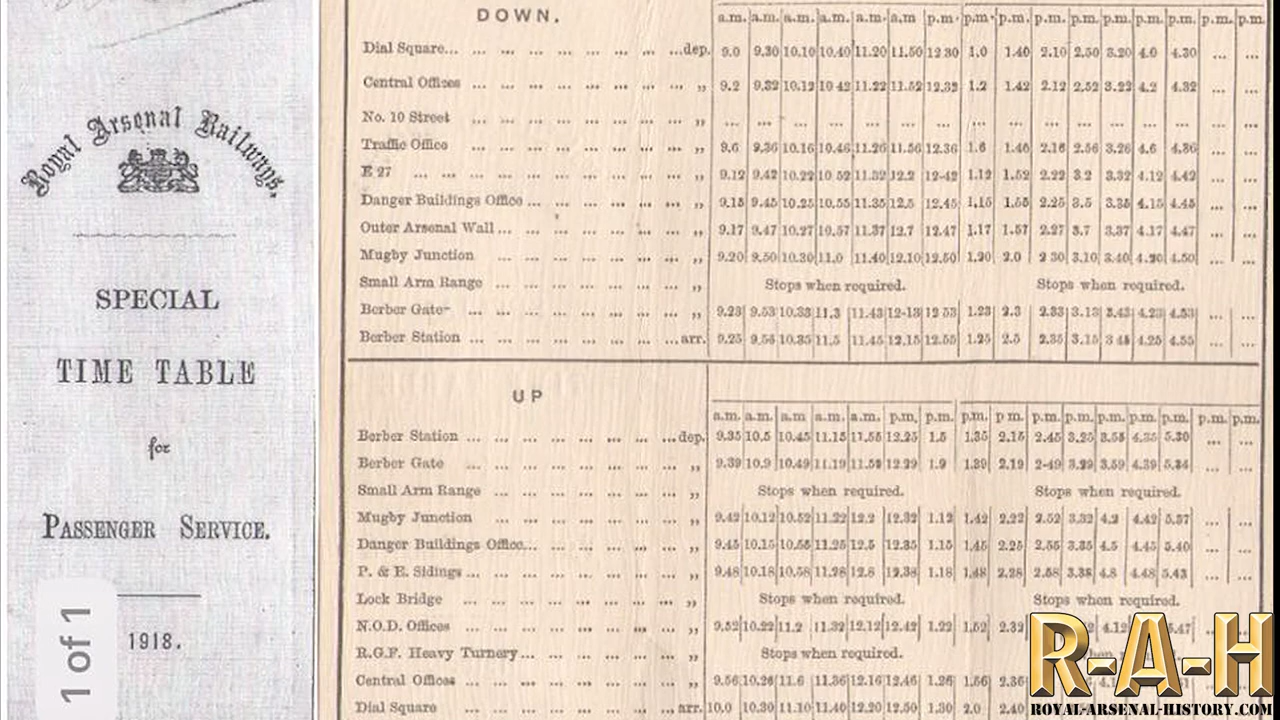 Royal Arsenal Railways.
SPECIAL
TIME TABLE
for
PASSENGER SERVICE.
1918.
1 of 1
DOWN.
a.m. a.m. a.m. a.m. a.m. a.m p.m. p.m. p.m. p.m. p.m. p.m. p.m. p.m. p.m. p.m.
Dial Square... ... ... ... ... ... ... ...dep. 9.0 9.30 10.10 10.40 11.20 11.50 12 30 1.0 1.40 2.10 2.50 3.20 4.0 4.30 ... ...
Central Offices ... ... ... ... ... ... ... „ 9.2 9.32 10.12 10 42 11.22 11.52 12.32 1.2 1.42 2.12 2.52 3.22 4.2 4.32 ... ...
No. 10 Street ... ... ... ... ... ... ... „ ... ... ... ... ... ... ... ... ... ... ... ... ... ... ... ...
Traffic Office ... ... ... ... ... ... ... „ 9.6 9.36 10.16 10.46 11.26 11.56 12.36 1.6 1.46 2.16 2.56 3.26 4.6 4.36 ... ...
E 27 ... ... ... ... ... ... ... ... „ 9.12 9.42 10.22 10 52 11.32 12.2 12-42 1.12 1.52 2.22 3.2 3.32 4.12 4.42 ... ...
Danger Buildings Office ... ... ... ... ... ... „ 9.15 9.45 10.25 10.55 11.35 12.5 12.45 1.15 1.55 2.25 3.5 3.35 4.15 4.45 ... ...
Outer Arsenal Wall ... ... ... ... ... ... ... „ 9.17 9.47 10.27 10.57 11.37 12.7 12.47 1.17 1.57 2.27 3.7 3.37 4.17 4.47 ... ...
Mugby Junction ... ... ... ... ... ... „ 9.20 9.50 10.30 11.0 11.40 12.10 12.50 1.20 2.0 2 30 3.10 3.40 4.20 4.50 ... ...
Small Arm Range ... ... ... ... ... ... „ Stops when required. Stops when required.
Berber Gate ... ... ... ... ... ... ... „ 9.23 9.53 10.33 11.3 11.43 12-13 12 53 1.23 2.3 2.33 3.13 3.43 4.23 4.53 ... ...
Berber Station ... ... ... ... ... ... ...arr. 9.25 9.55 10.35 11.5 11.45 12.15 12.55 1.25 2.5 2.35 3.15 3 45 4.25 4.55 ... ...
UP
a.m. a.m. a.m a.m. a.m. p.m. p.m. p.m. p m. p.m. p.m. p.m. p.m. p.m. p.m. p.m.
Berber Station ... ... ... ... ... ... ...dep. 9.35 10.5 10.45 11.15 11.55 12.25 1.5 1.35 2.15 2.45 3.25 3.55 4.35 5.30 ... ...
Berber Gate ... ... ... ... ... ... ... „ 9.39 10.9 10.49 11.19 11.59 12.29 1.9 1.39 2.19 2-49 3.29 3.59 4.39 5.34 ... ...
Small Arm Range ... ... ... ... ... ... „ Stops when required. Stops when required.
Mugby Junction ... ... ... ... ... ... „ 9.42 10.12 10.52 11.22 12.2 12.32 1.12 1.42 2.22 2.52 3.32 4.2 4.42 5.37 ... ...
Danger Buildings Office... ... ... ... ... ... „ 9.45 10.15 10.55 11.25 12.5 12.35 1.15 1.45 2.25 2.55 3.35 4.5 4.45 5.40 ... ...
P. & E. Sidings ... ... ... ... ... ... ... „ 9.48 10.18 10.58 11.28 12.8 12.38 1.18 1.48 2.28 2.58 3.38 4.8 4.48 5.43 ... ...
Lock Bridge ... ... ... ... ... ... ... „ Stops when required. Stops when required.
N.O.D. Offices ... ... ... ... ... ... ... „ 9.52 10.22 11.2 11.32 12.12 12.42 1.22 1.52 2.32 4.12
R.G.F. Heavy Turnery... ... ... ... ... ... „ Stops when required.
Central Offices ... ... ... ... ... ... ... „ 9.56 10.26 11.6 11.36 12.16 12.46 1.26 1.56 2.36
Dial Square ... ... ... ... ... ... ...arr. 10.0 10.30 11.10 11.40 12.20 12.50 1.30 2.0 2.40
R-A-H
ROYAL-ARSENAL-HISTORY.COM